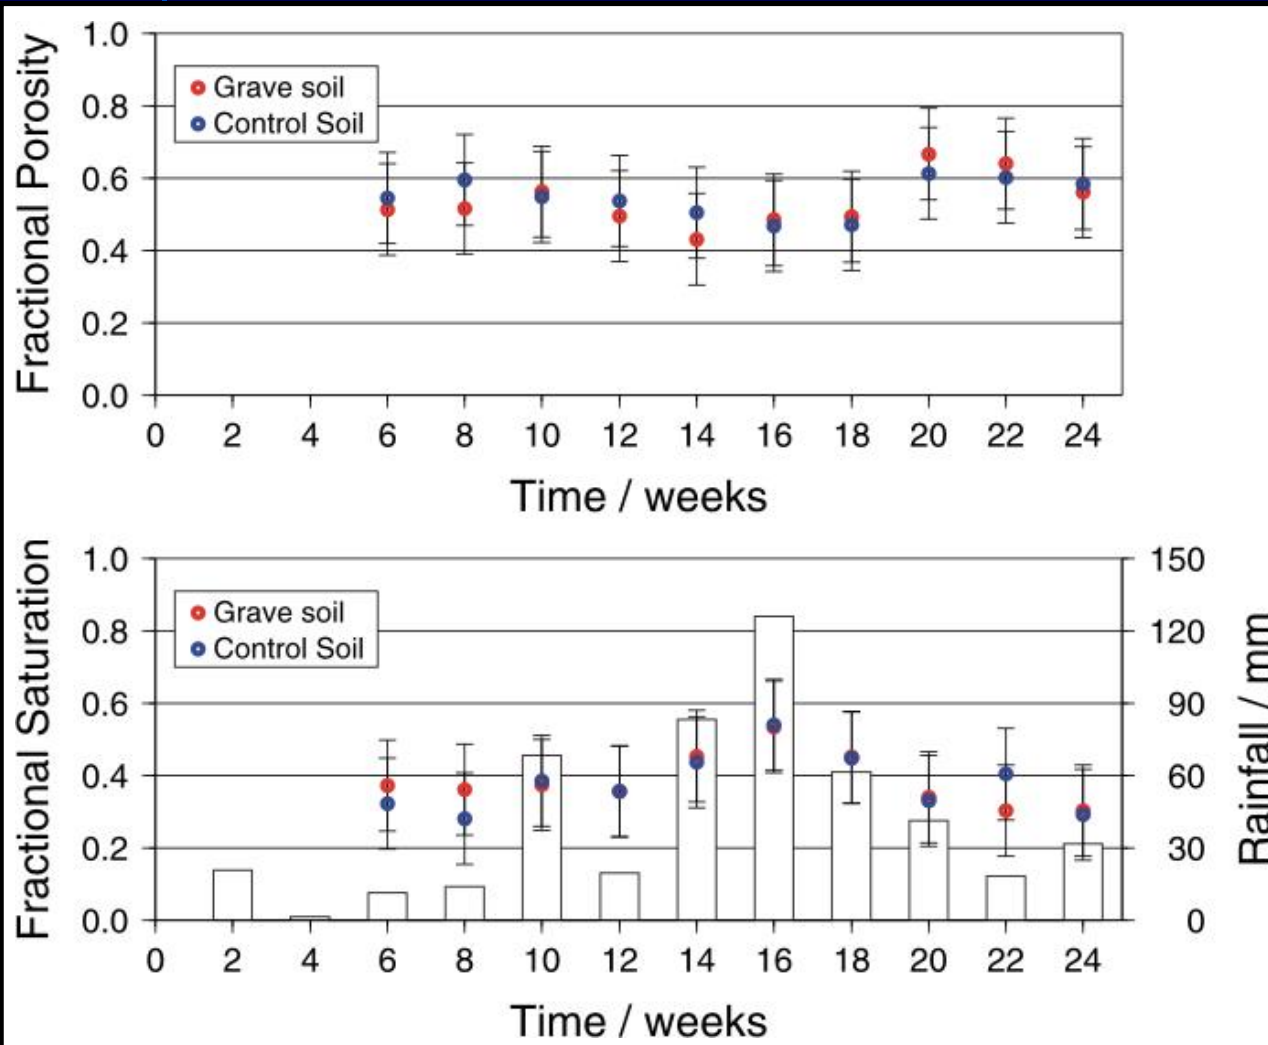 Fractional Porosity
1.0
0.8
0.6
0.4
0.2
0.0
Grave soil
Control Soil
0 2 4 6 8 10 12 14 16 18 20 22 24
Time / weeks
Fractional Saturation
1.0
0.8
0.6
0.4
0.2
0.0
Grave soil
Control Soil
150
120
90
60
30
0
Rainfall / mm
0 2 4 6 8 10 12 14 16 18 20 22 24
Time / weeks